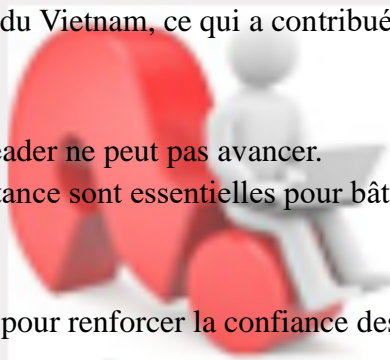 du Vietnam, ce qui a contribué
eader ne peut pas avancer.
tance sont essentielles pour bât
pour renforcer la confiance des